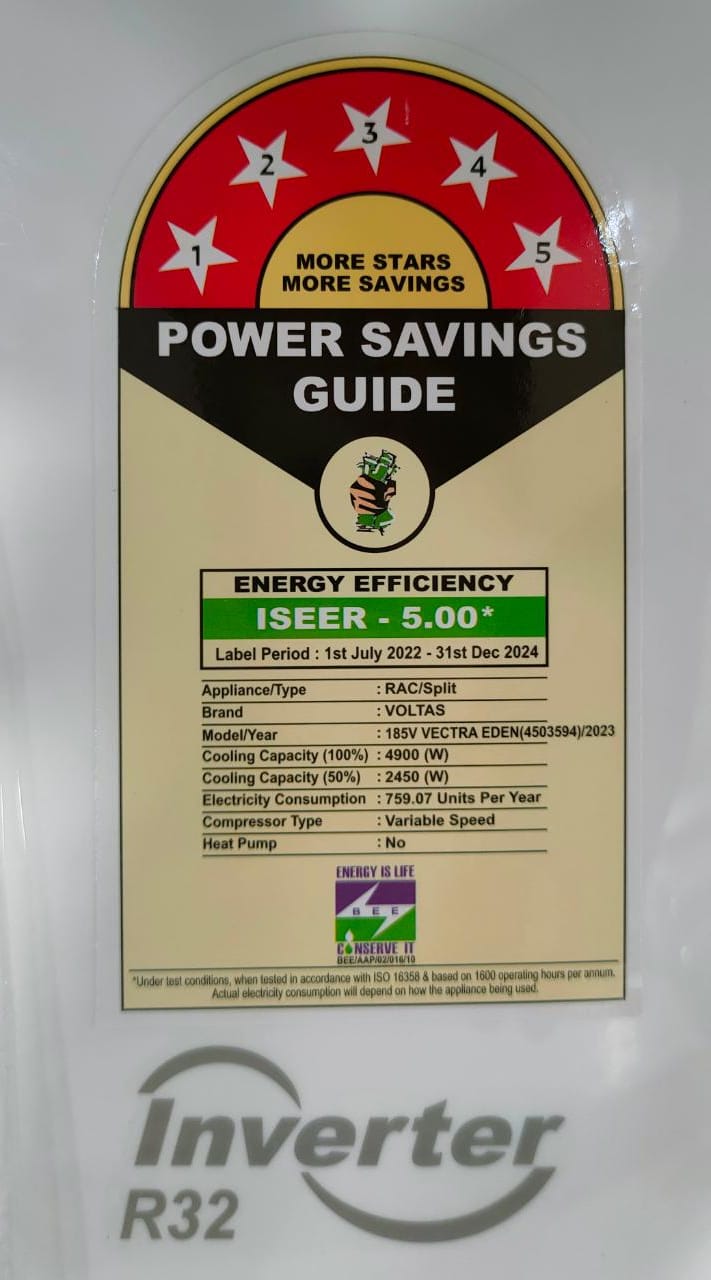 1 2 3 4 5
MORE STARS
MORE SAVINGS
POWER SAVINGS
GUIDE
ENERGY EFFICIENCY
ISEER - 5.00*
Label Period : 1st July 2022 - 31st Dec 2024
Appliance/Type : RAC/Split
Brand : VOLTAS
Model/Year : 185V VECTRA EDEN(4503594)/2023
Cooling Capacity (100%) : 4900 (W)
Cooling Capacity (50%) : 2450 (W)
Electricity Consumption : 759.07 Units Per Year
Compressor Type : Variable Speed
Heat Pump : No
ENERGY IS LIFE
BEE
CONSERVE IT
BEE/AAP/02/016/10
*Under test conditions, when tested in accordance with ISO 16358 & based on 1600 operating hours per annum.
Actual electricity consumption will depend on how the appliance being used.
Inverter
R32